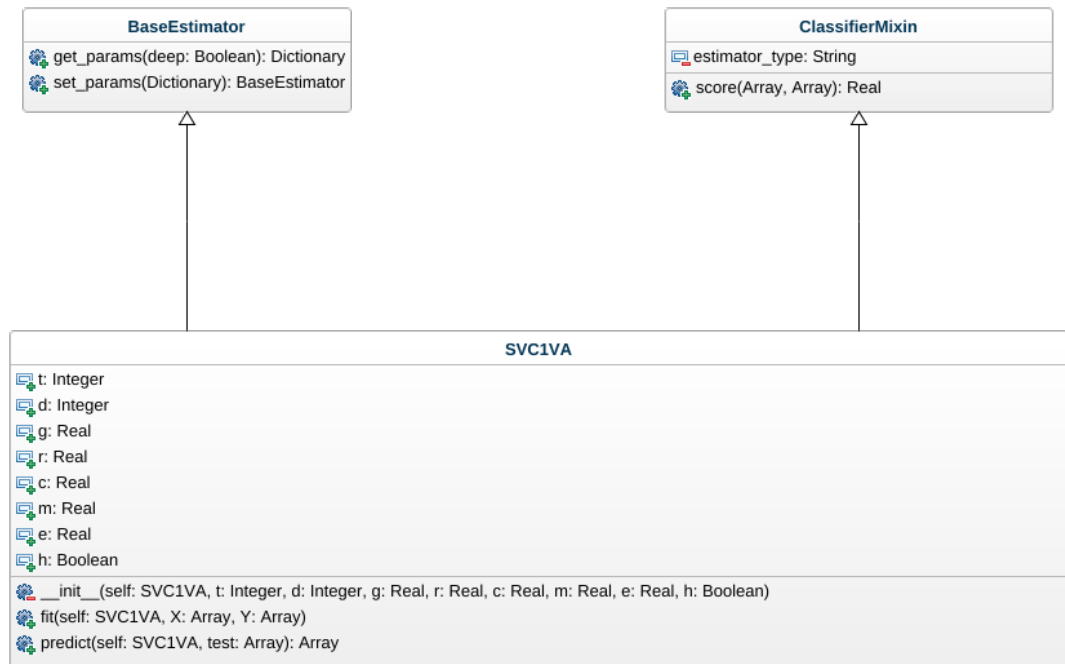 BaseEstimator
get_params(deep: Boolean): Dictionary
set_params(Dictionary): BaseEstimator
ClassifierMixin
estimator_type: String
score(Array, Array): Real
SVC1VA
t: Integer
d: Integer
g: Real
r: Real
c: Real
m: Real
e: Real
h: Boolean
__init__(self: SVC1VA, t: Integer, d: Integer, g: Real, r: Real, c: Real, m: Real, e: Real, h: Boolean)
fit(self: SVC1VA, X: Array, Y: Array)
predict(self: SVC1VA, test: Array): Array